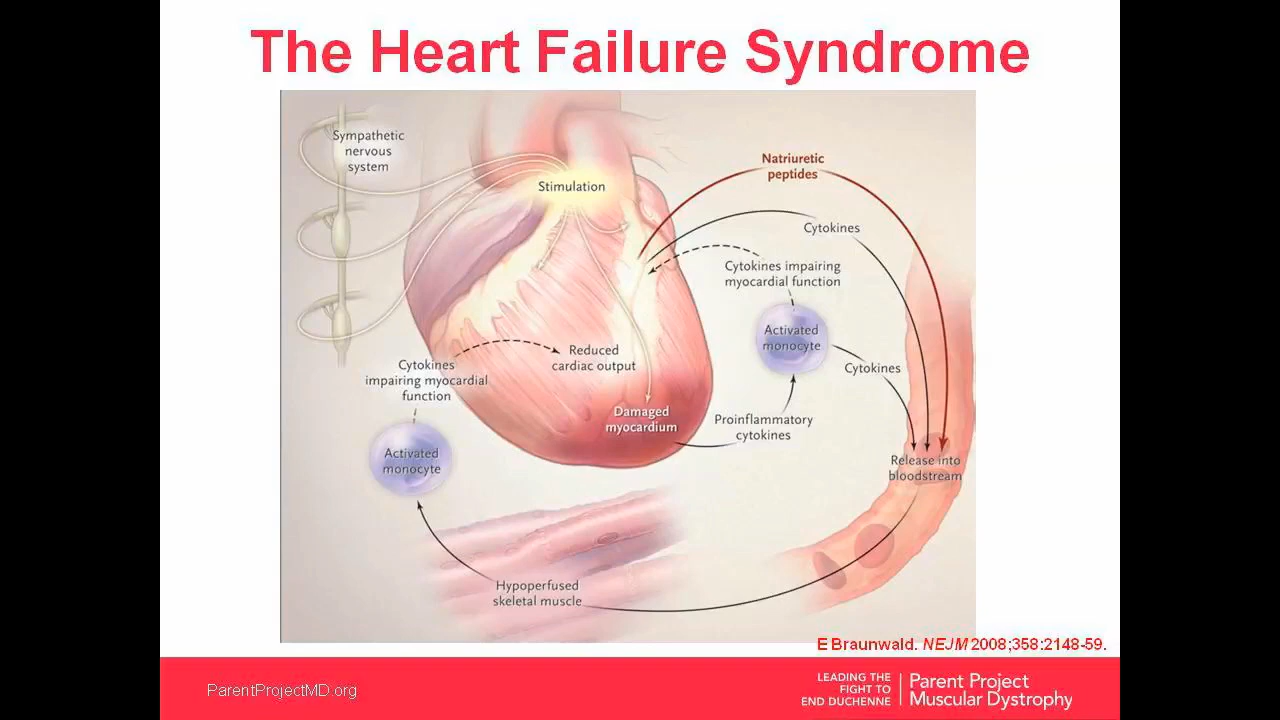 The Heart Failure Syndrome
Sympathetic
nervous
system
Stimulation
Natriuretic
peptides
Cytokines
Cytokines impairing
myocardial function
Activated
monocyte
Cytokines
Reduced
cardiac output
Cytokines
impairing myocardial
function
Damaged
myocardium
Proinflammatory
cytokines
Activated
monocyte
Release into
bloodstream
Hypoperfused
skeletal muscle
E Braunwald. NEJM 2008;358:2148-59.
ParentProjectMD.org
LEADING THE
FIGHT TO
END DUCHENNE
Parent Project
Muscular Dystrophy